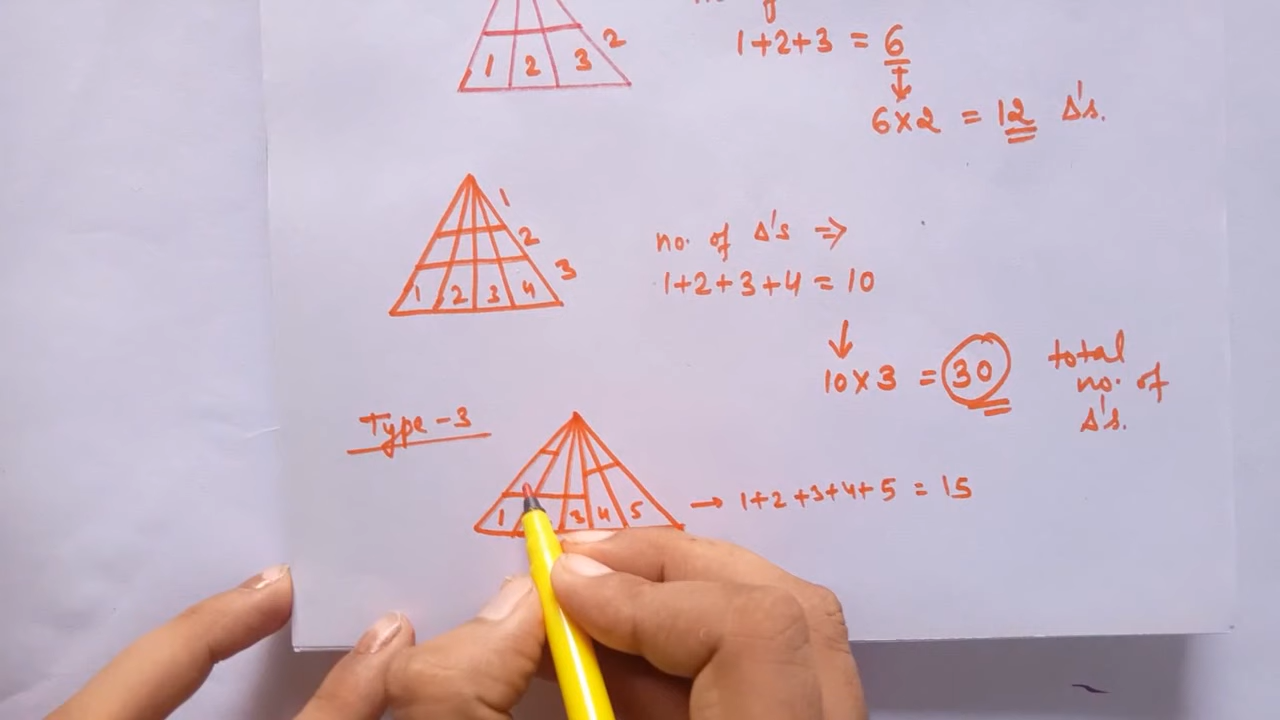 1 2 3 2
1+2+3 = 6
6×2 = 12 Δ's.
1
2
3
1 2 3 4
no. of Δ's ⇒
1+2+3+4 = 10
10×3 = 30 total no. of Δ's.
Type-3
1 3 4 5 → 1+2+3+4+5 = 15